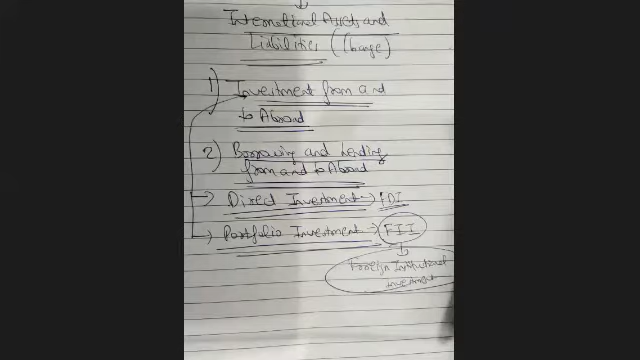 International Assets and
Liabilities (Change)
1) Investment from and
to Abroad
2) Borrowing and Lending
from and to Abroad
→ Direct Investment → FDI
→ Portfolio Investment → FII
↓
Foreign Institutional
investment